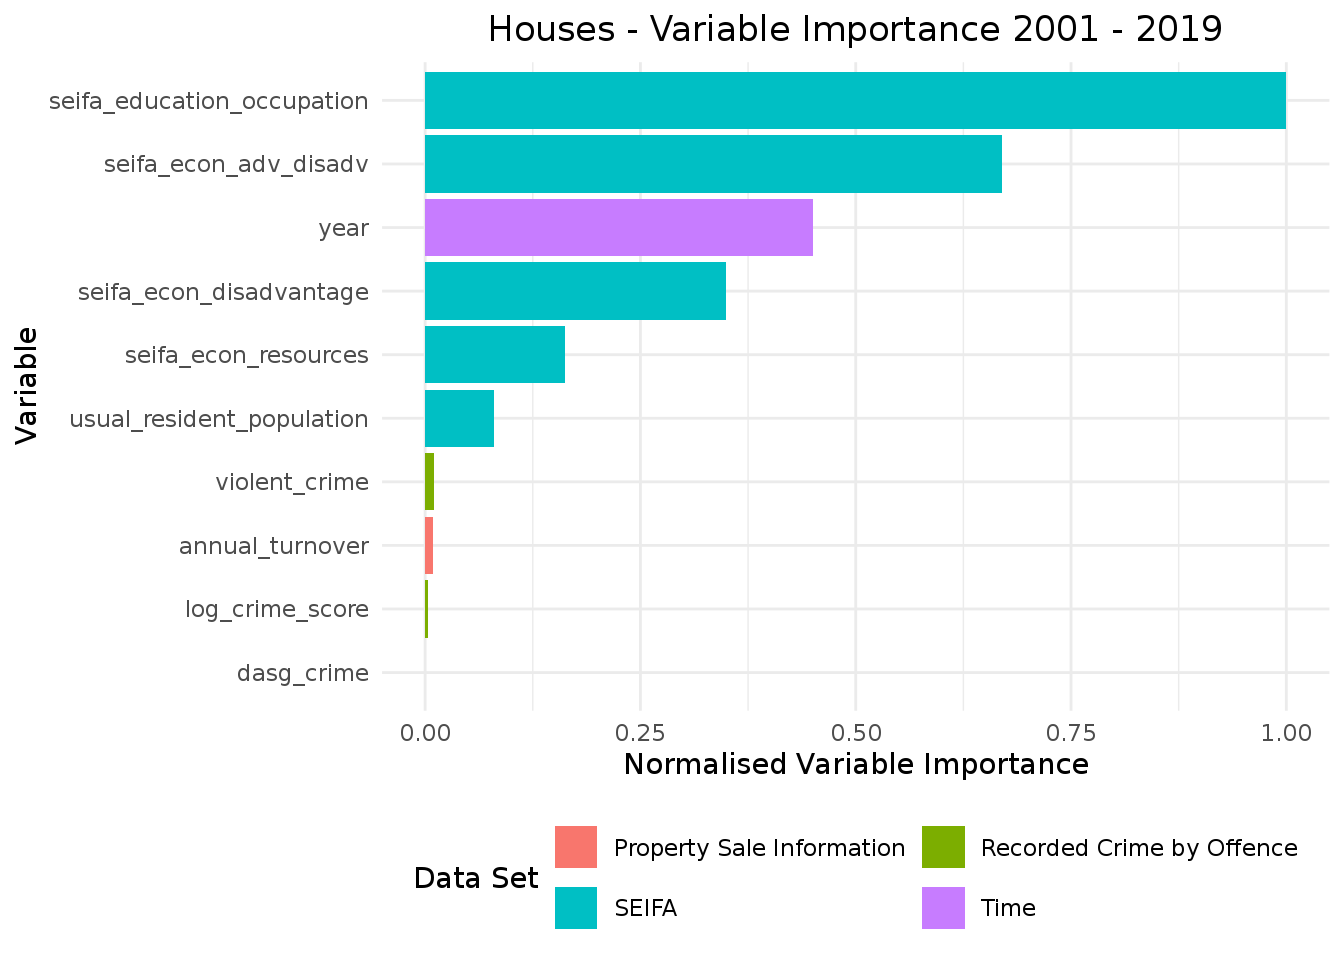 Houses - Variable Importance 2001 - 2019
seifa_education_occupation
seifa_econ_adv_disadv
year
seifa_econ_disadvantage
seifa_econ_resources
usual_resident_population
violent_crime
annual_turnover
log_crime_score
dasg_crime
Variable
0.00 0.25 0.50 0.75 1.00
Normalised Variable Importance
Data Set
Property Sale Information
Recorded Crime by Offence
SEIFA
Time